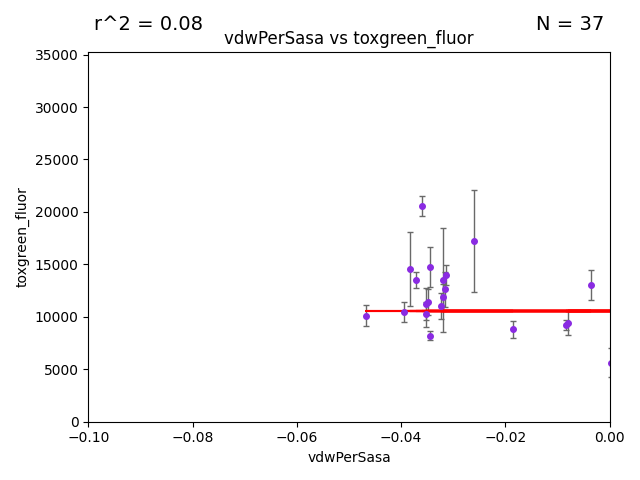 r^2 = 0.08
N = 37
vdwPerSasa vs toxgreen_fluor
35000
30000
25000
20000
15000
10000
5000
0
toxgreen_fluor
−0.10
−0.08
−0.06
−0.04
−0.02
0.00
vdwPerSasa